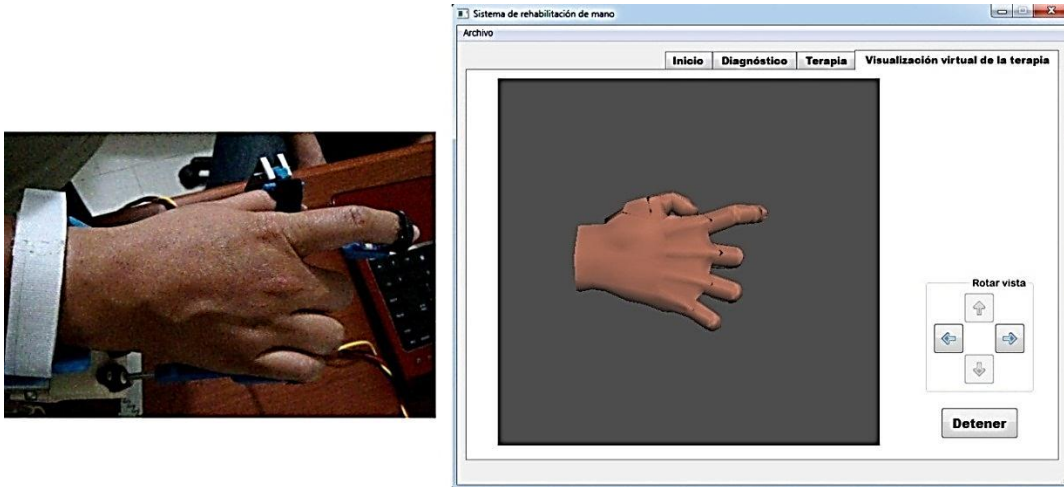 Sistema de rehabilitación de mano
Archivo
Inicio Diagnóstico Terapia Visualización virtual de la terapia
Rotar vista
Detener